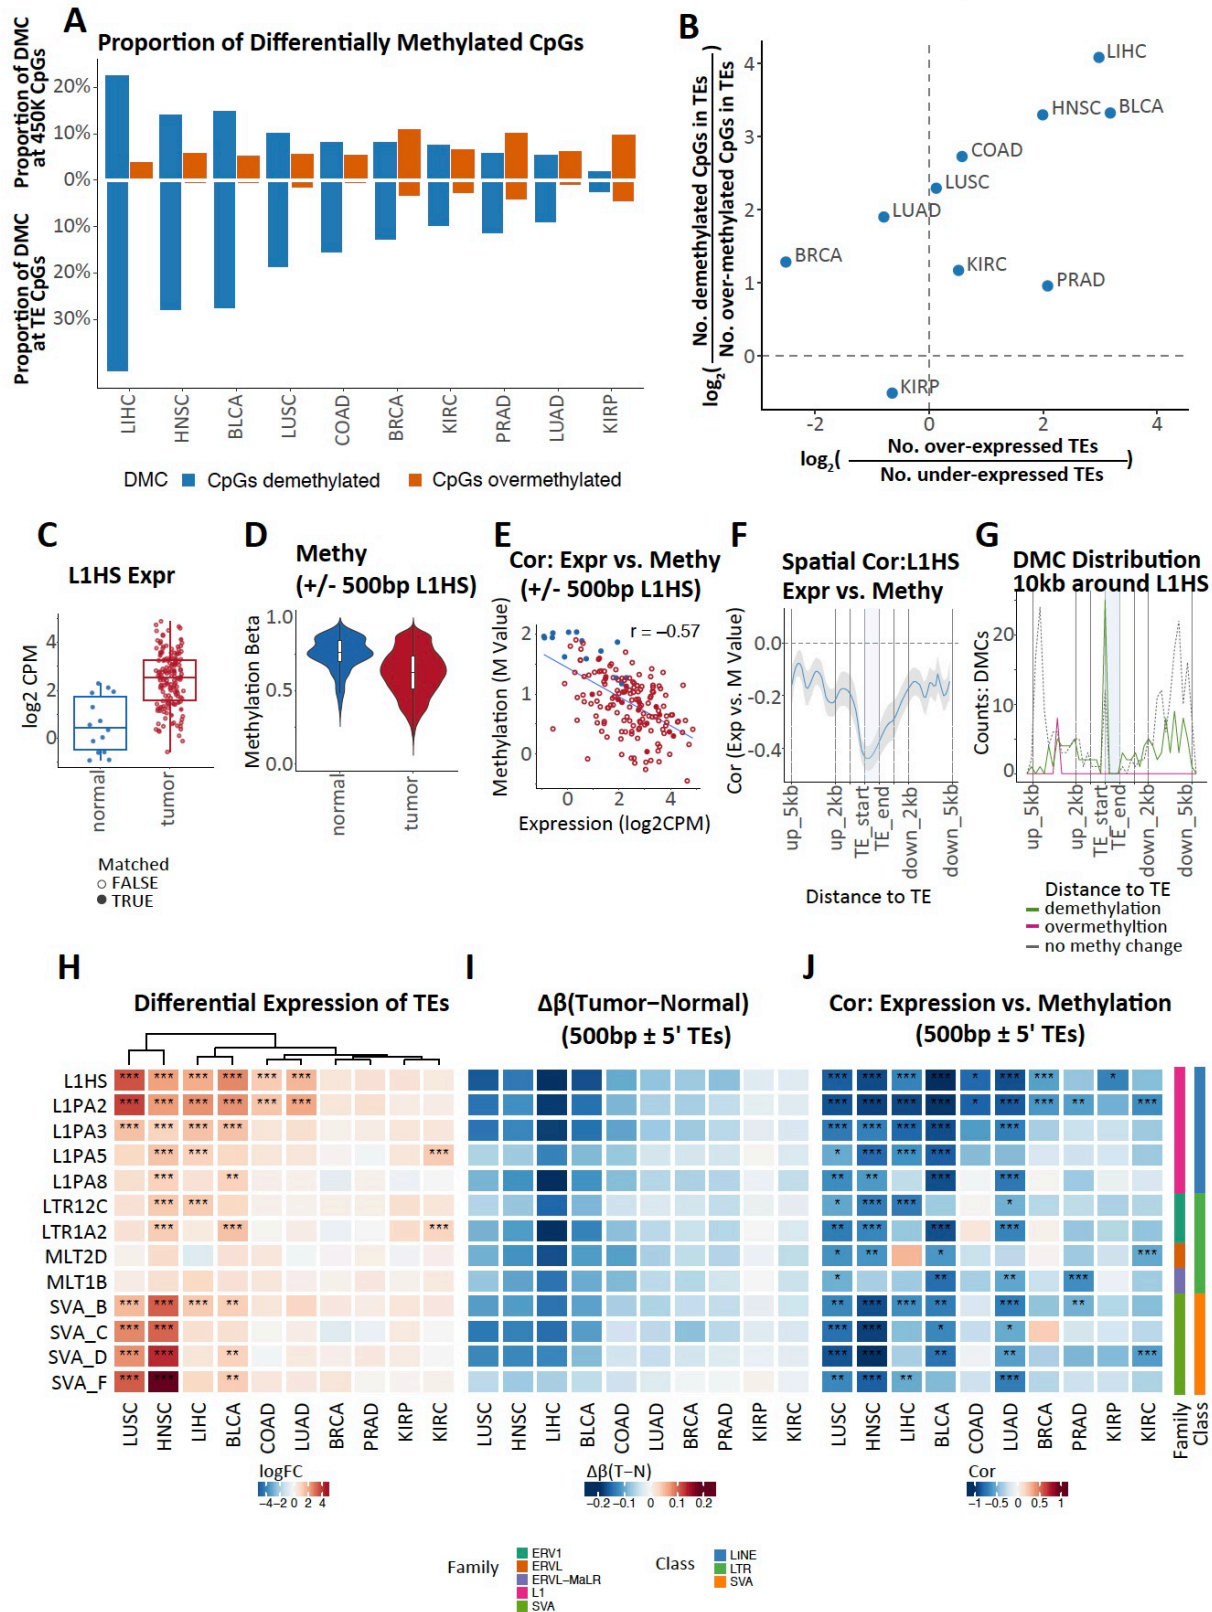 A
Proportion of Differentially Methylated CpGs
Proportion of DMC
at 450K CpGs
Proportion of DMC
at TE CpGs
20%
10%
0%
10%
20%
30%
LIHC
HNSC
BLCA
LUSC
COAD
BRCA
KIRC
PRAD
LUAD
KIRP
DMC CpGs demethylated CpGs overmethylated
B
log2( No. demethylated CpGs in TEs )
No. over-methylated CpGs in TEs
4
3
2
1
0
LIHC
HNSC BLCA
COAD
LUSC
LUAD
BRCA
KIRC
PRAD
KIRP
-2 0 2 4
log2( No. over-expressed TEs )
No. under-expressed TEs
C
L1HS Expr
log2 CPM
4
2
0
normal
tumor
Matched
FALSE
TRUE
D
Methy
(+/- 500bp L1HS)
Methylation Beta
1.0
0.5
0.0
normal
tumor
E
Cor: Expr vs. Methy
(+/- 500bp L1HS)
r = −0.57
Methylation (M Value)
2
1
0
0 2 4
Expression (log2CPM)
F
Spatial Cor:L1HS
Expr vs. Methy
Cor (Exp vs. M Value)
0.0
-0.2
-0.4
up_5kb
up_2kb
TE_start
TE_end
down_2kb
down_5kb
Distance to TE
G
DMC Distribution
10kb around L1HS
Counts: DMCs
20
10
0
up_5kb
up_2kb
TE_start
TE_end
down_2kb
down_5kb
Distance to TE
demethylation
overmethyltion
no methy change
H
Differential Expression of TEs
L1HS *** *** *** *** *** ***
L1PA2 *** *** *** *** *** ***
L1PA3 *** *** *** ***
L1PA5 *** *** ***
L1PA8 *** **
LTR12C *** ***
LTR1A2 *** *** ***
MLT2D
MLT1B
SVA_B *** *** *** **
SVA_C *** ***
SVA_D *** *** **
SVA_F *** *** **
LUSC
HNSC
LIHC
BLCA
COAD
LUAD
BRCA
PRAD
KIRP
KIRC
logFC
−4−2 0 2 4
I
Δβ(Tumor−Normal)
(500bp ± 5' TEs)
LUSC
HNSC
LIHC
BLCA
COAD
LUAD
BRCA
PRAD
KIRP
KIRC
Δβ(T−N)
−0.2 −0.1 0 0.1 0.2
J
Cor: Expression vs. Methylation
(500bp ± 5' TEs)
*** *** *** *** * *** *** *
*** *** *** *** * *** *** ** ***
*** *** *** *** ***
* *** *** ***
** ** *** ***
* *** *** *
** *** *** ***
* ** * ***
* ** ** ***
** *** *** ** *** **
*** *** * *
*** *** ** ** ***
** *** ** ***
LUSC
HNSC
LIHC
BLCA
COAD
LUAD
BRCA
PRAD
KIRP
KIRC
Family
Class
Cor
−1 −0.5 0 0.5 1
Family
ERV1
ERVL
ERVL−MaLR
L1
SVA
Class
LINE
LTR
SVA